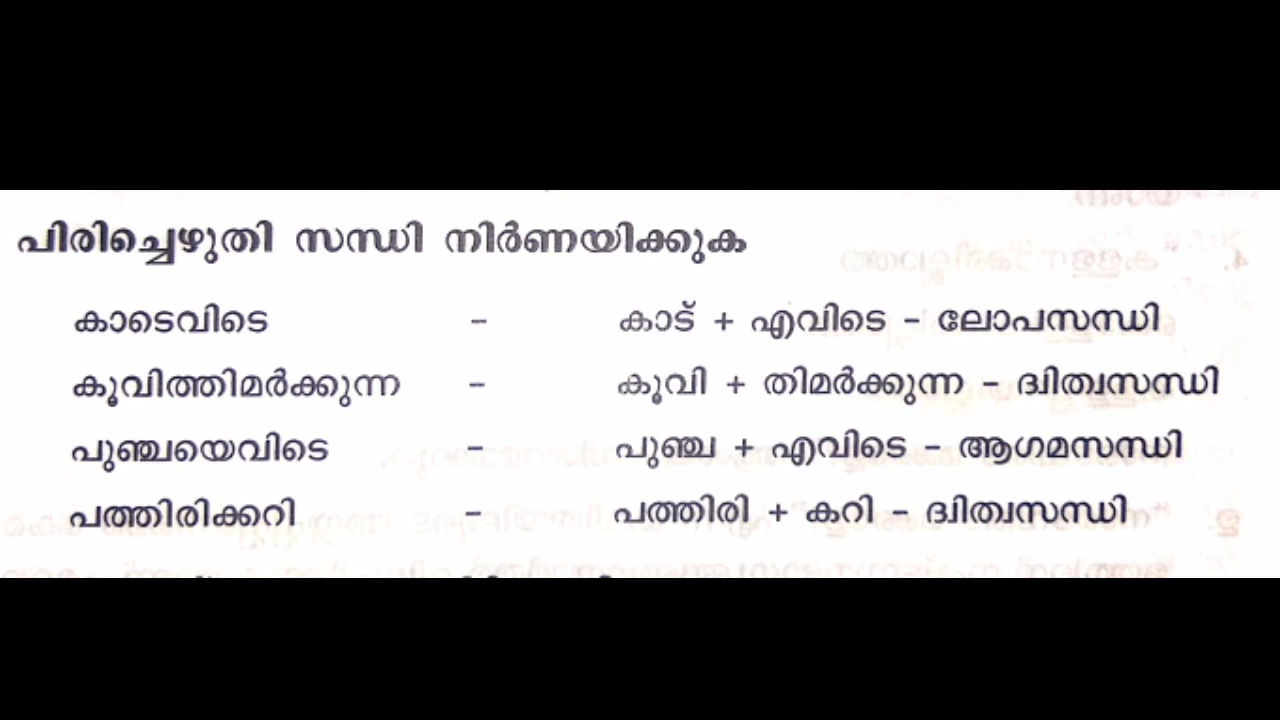 പിരിച്ചെഴുതി സന്ധി നിർണയിക്കുക
കാടെവിടെ - കാട് + എവിടെ - ലോപസന്ധി
കൂവിത്തിമർക്കുന്ന - കൂവി + തിമർക്കുന്ന - ദ്വിത്വസന്ധി
പുഞ്ചയെവിടെ - പുഞ്ച + എവിടെ - ആഗമസന്ധി
പത്തിരിക്കറി - പത്തിരി + കറി - ദ്വിത്വസന്ധി